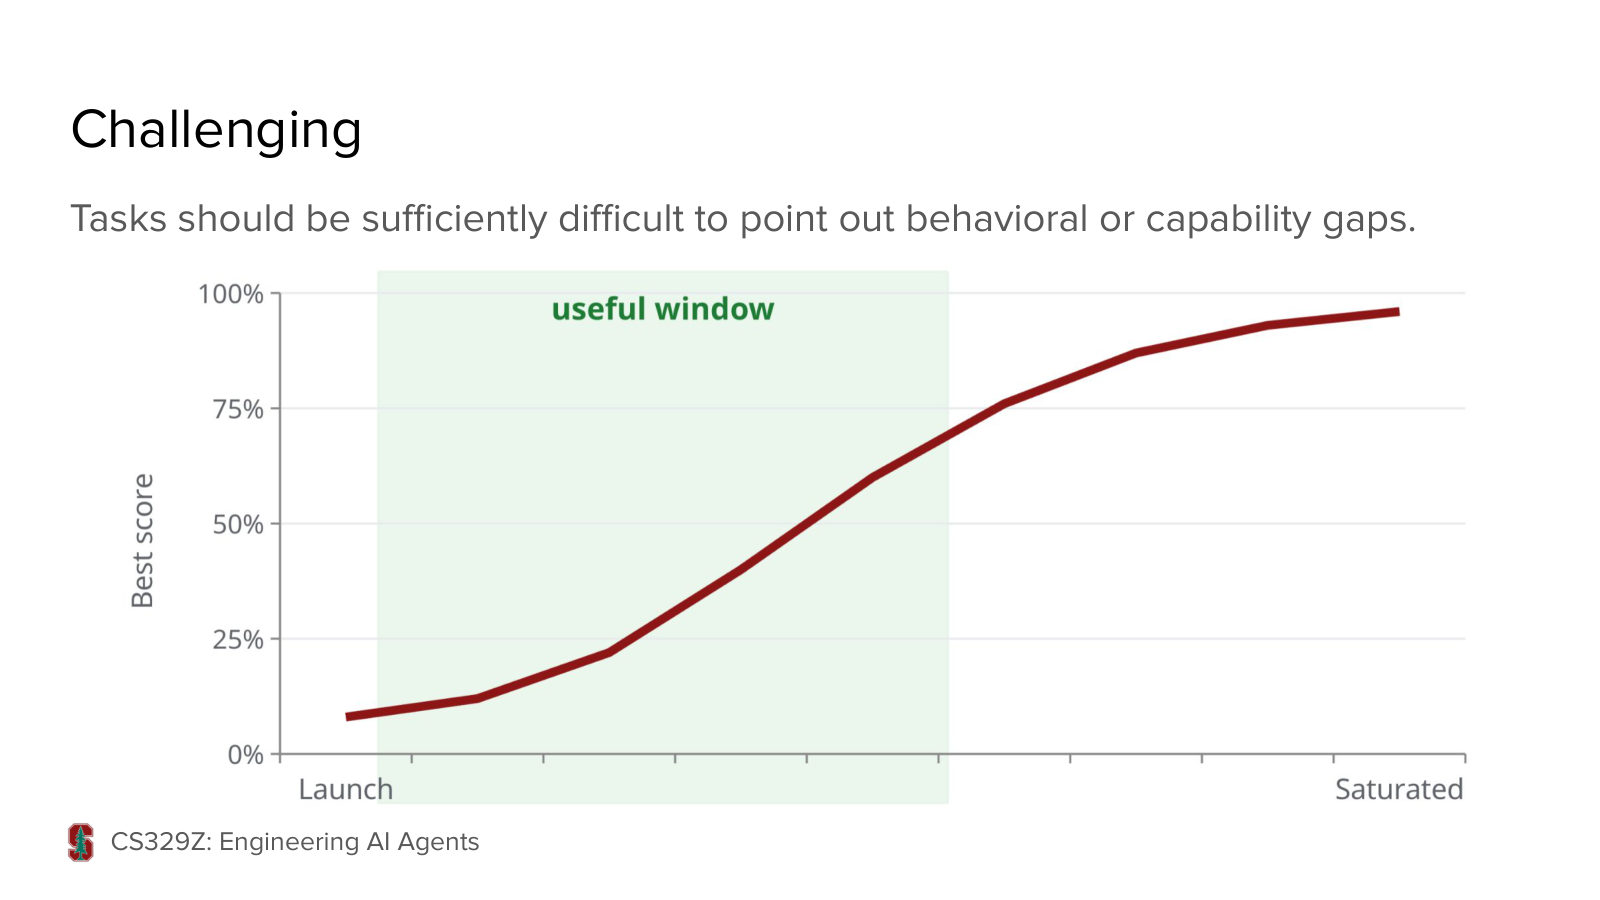 Challenging
Tasks should be sufficiently difficult to point out behavioral or capability gaps.
useful window
100%
75%
50%
25%
0%
Best score
Launch
Saturated
CS329Z: Engineering AI Agents